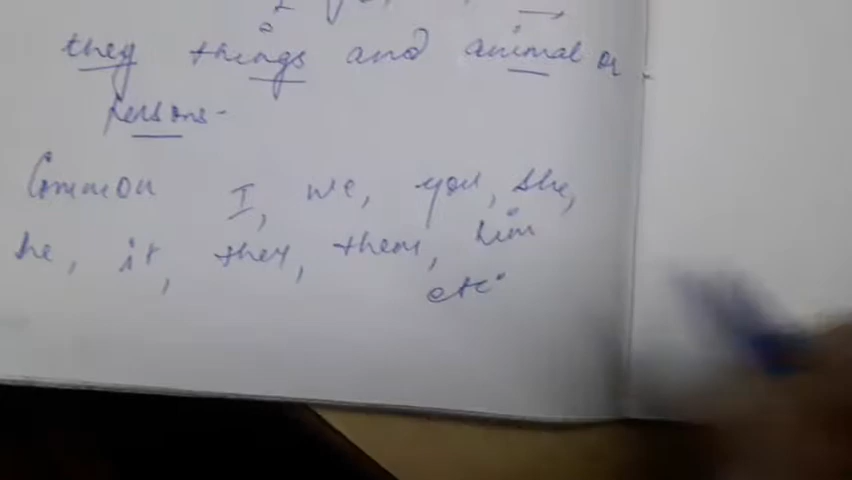 they things and animal or
persons-
Common I, we, you, she,
he, it, they, them, him
etc.